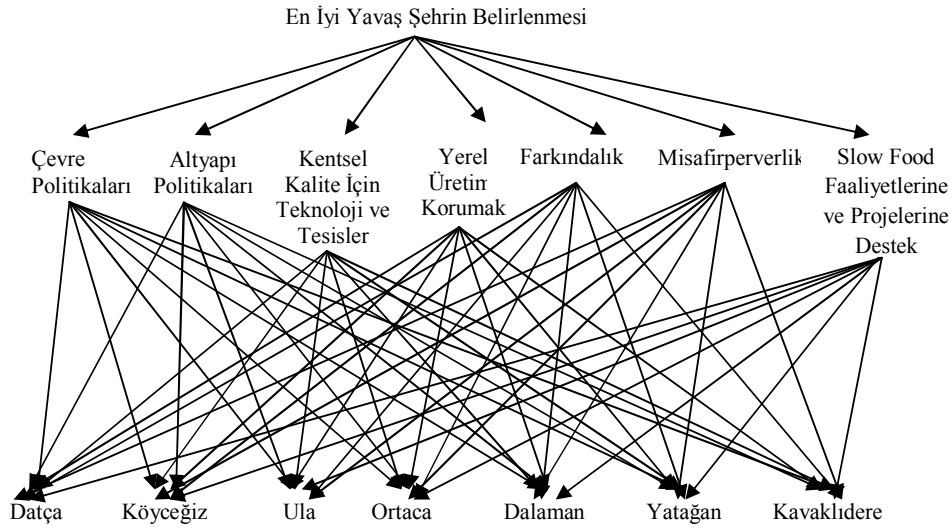 En İyi Yavaş Şehrin Belirlenmesi
Çevre
Politikaları
Altyapı
Politikaları
Kentsel
Kalite İçin
Teknoloji ve
Tesisler
Yerel
Üretim
Korumak
Farkındalık
Misafirperverlik
Slow Food
Faaliyetlerine
ve Projelerine
Destek
Datça
Köyceğiz
Ula
Ortaca
Dalaman
Yatağan
Kavaklıdere